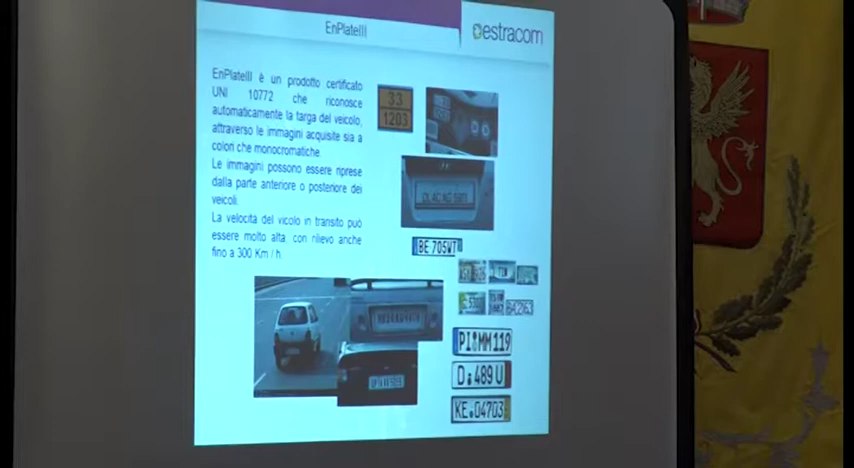 EnPlateIII
estracom
EnPlateIII è un prodotto certificato
UNI 10772 che riconosce
automaticamente la targa del veicolo,
attraverso le immagini acquisite sia a
colori che monocromatiche.
Le immagini possono essere riprese
dalla parte anteriore o posteriore dei
veicoli.
La velocità del vicolo in transito può
essere molto alta, con rilievo anche
fino a 300 Km / h.
33
1203
BE 705WT
PI MM 119
D 489 U
KE 04703